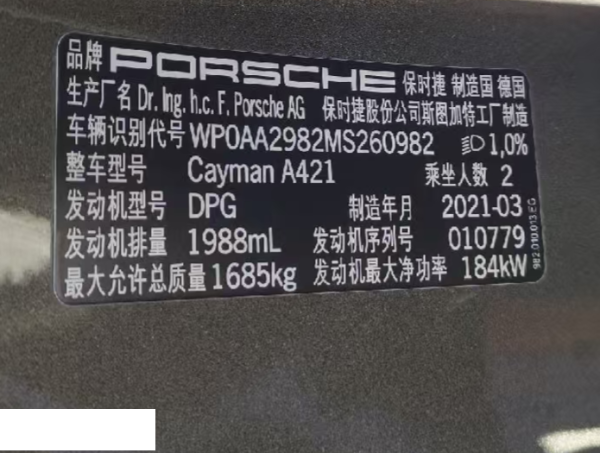 品牌 PORSCHE 保时捷 制造国 德国
生产厂名 Dr. Ing. h.c. F. Porsche AG 保时捷股份公司斯图加特工厂制造
车辆识别代号 WP0AA2982MS260982 1,0%
整车型号 Cayman A421 乘坐人数 2
发动机型号 DPG 制造年月 2021-03
发动机排量 1988mL 发动机序列号 010779
最大允许总质量 1685kg 发动机最大净功率 184kW
982.010.013.EG